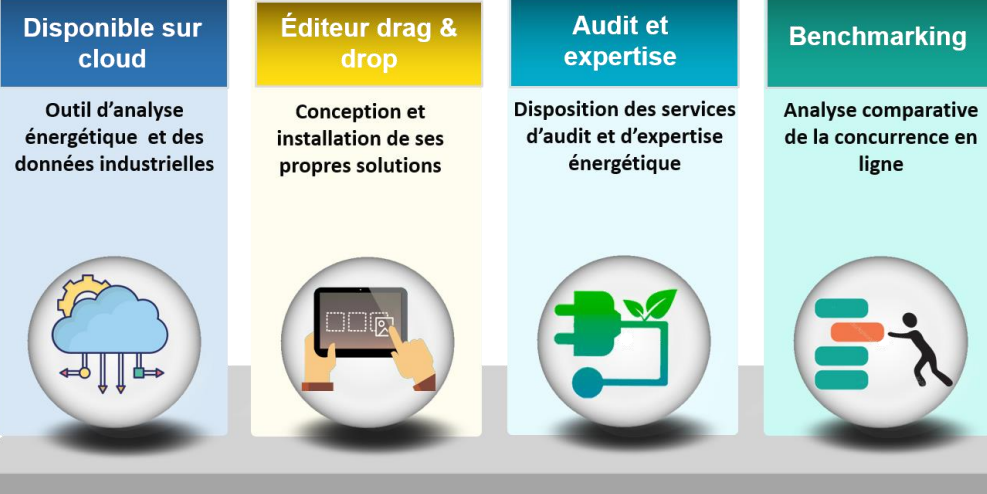 Disponible sur
cloud
Outil d'analyse
énergétique et des
données industrielles
Éditeur drag &
drop
Conception et
installation de ses
propres solutions
Audit et
expertise
Disposition des services
d'audit et d'expertise
énergétique
Benchmarking
Analyse comparative
de la concurrence en
ligne